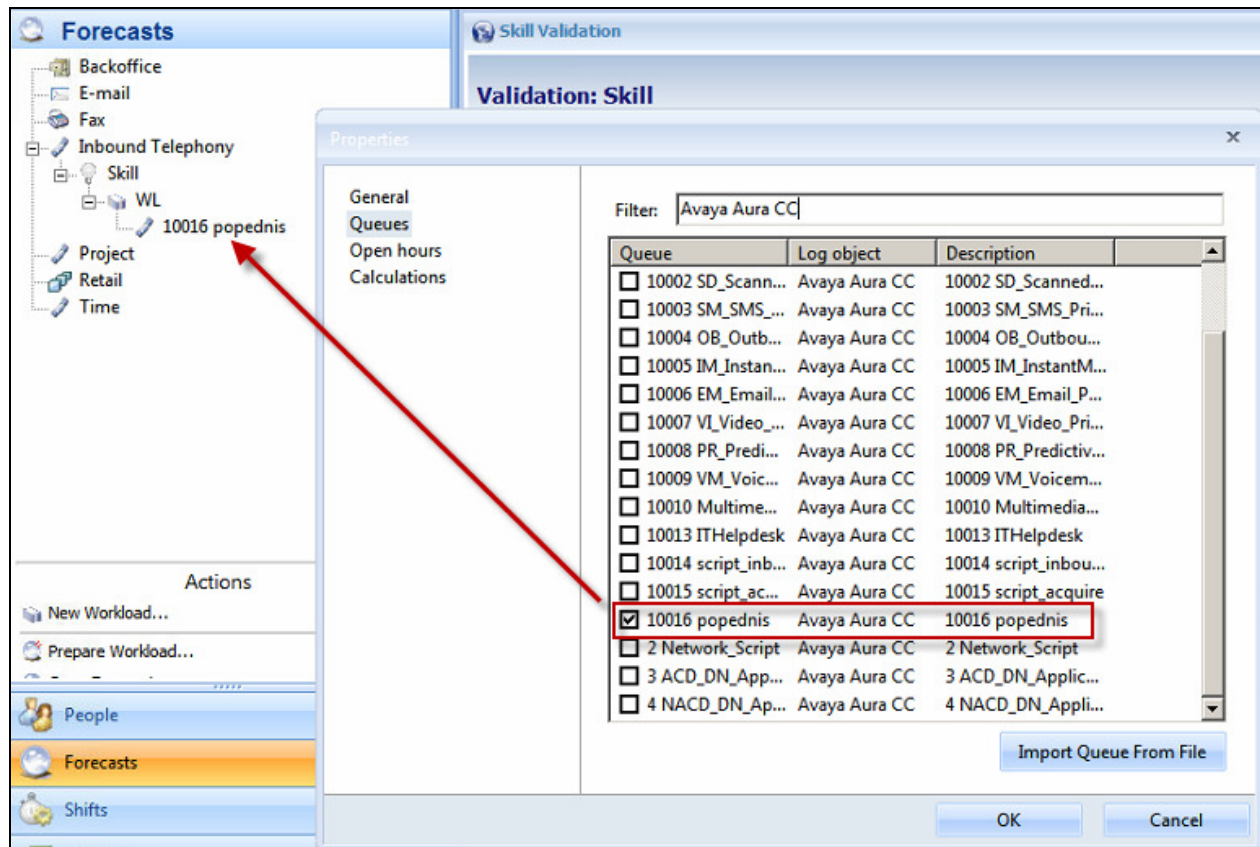 Forecasts
Backoffice
E-mail
Fax
Inbound Telephony
Skill
WL
10016 popednis
Project
Retail
Time
Actions
New Workload...
Prepare Workload...
People
Forecasts
Shifts
Skill Validation
Validation: Skill
Properties
x
General
Queues
Open hours
Calculations
Filter: Avaya Aura CC
Queue Log object Description
10002 SD_Scann... Avaya Aura CC 10002 SD_Scanned...
10003 SM_SMS_... Avaya Aura CC 10003 SM_SMS_Pri...
10004 OB_Outb... Avaya Aura CC 10004 OB_Outbou...
10005 IM_Instan... Avaya Aura CC 10005 IM_InstantM...
10006 EM_Email... Avaya Aura CC 10006 EM_Email_P...
10007 VI_Video_... Avaya Aura CC 10007 VI_Video_Pri...
10008 PR_Predi... Avaya Aura CC 10008 PR_Predictiv...
10009 VM_Voic... Avaya Aura CC 10009 VM_Voicem...
10010 Multime... Avaya Aura CC 10010 Multimedia...
10013 ITHelpdesk Avaya Aura CC 10013 ITHelpdesk
10014 script_inb... Avaya Aura CC 10014 script_inbou...
10015 script_ac... Avaya Aura CC 10015 script_acquire
10016 popednis Avaya Aura CC 10016 popednis
2 Network_Script Avaya Aura CC 2 Network_Script
3 ACD_DN_App... Avaya Aura CC 3 ACD_DN_Applic...
4 NACD_DN_Ap... Avaya Aura CC 4 NACD_DN_Appli...
Import Queue From File
OK Cancel